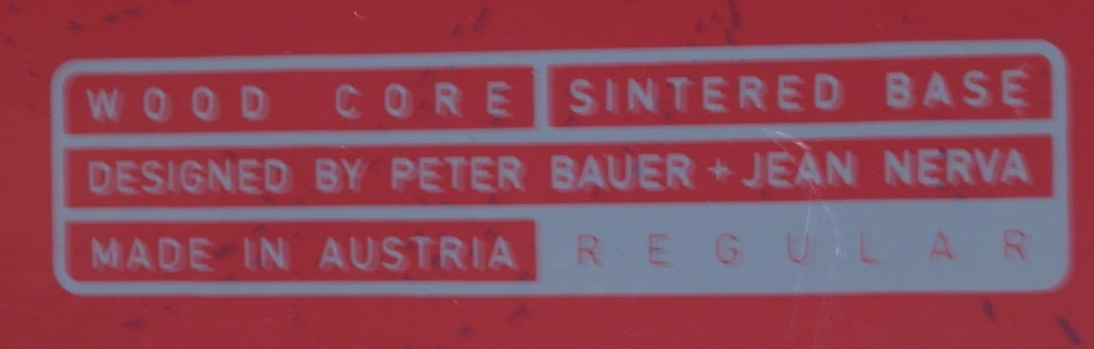 WOOD CORE SINTERED BASE
DESIGNED BY PETER BAUER + JEAN NERVA
MADE IN AUSTRIA REGULAR